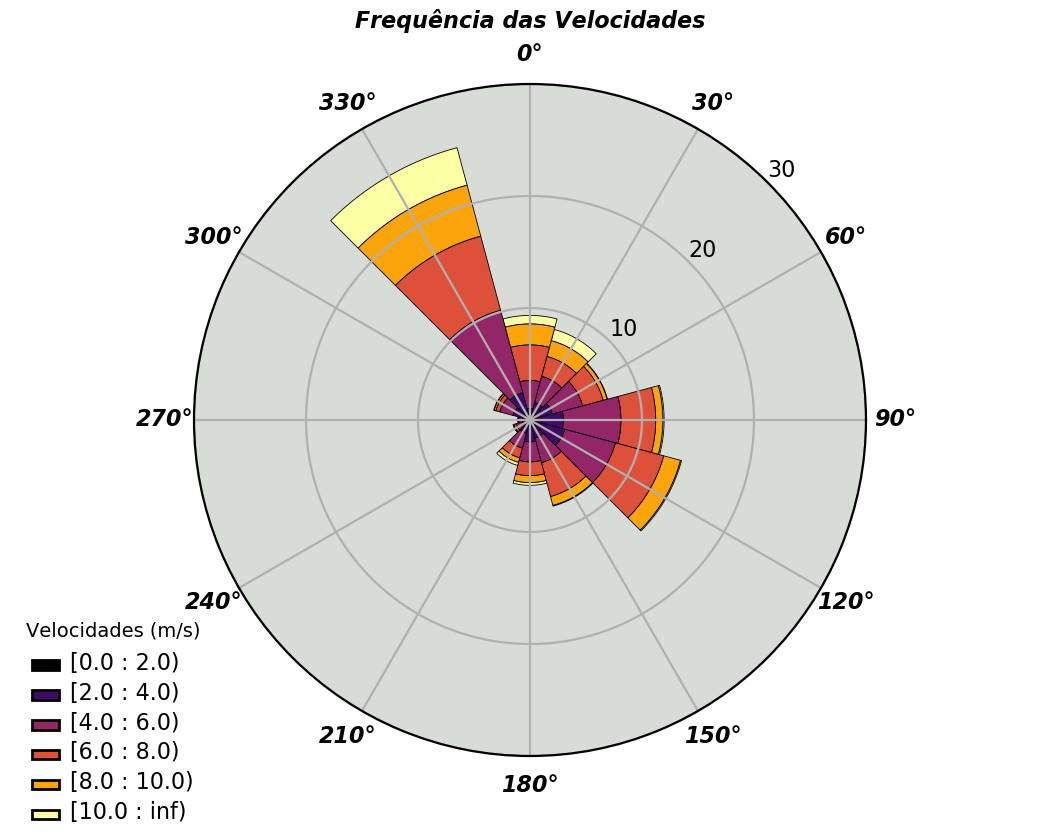 Frequência das Velocidades
0°
330°
30°
30
300°
60°
20
10
270°
90°
240°
120°
210°
150°
180°
Velocidades (m/s)
[0.0 : 2.0)
[2.0 : 4.0)
[4.0 : 6.0)
[6.0 : 8.0)
[8.0 : 10.0)
[10.0 : inf)